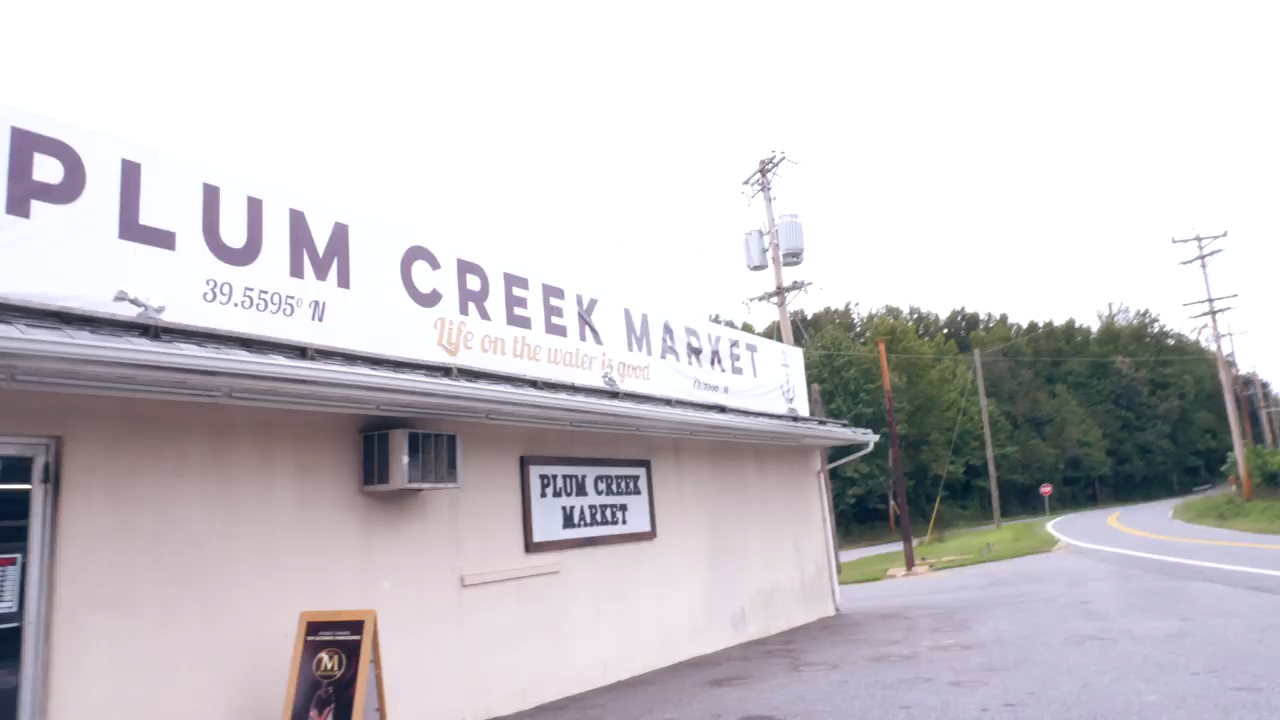 PLUM CREEK MARKET
39.5595° N
Life on the water is good
PLUM CREEK
MARKET
M